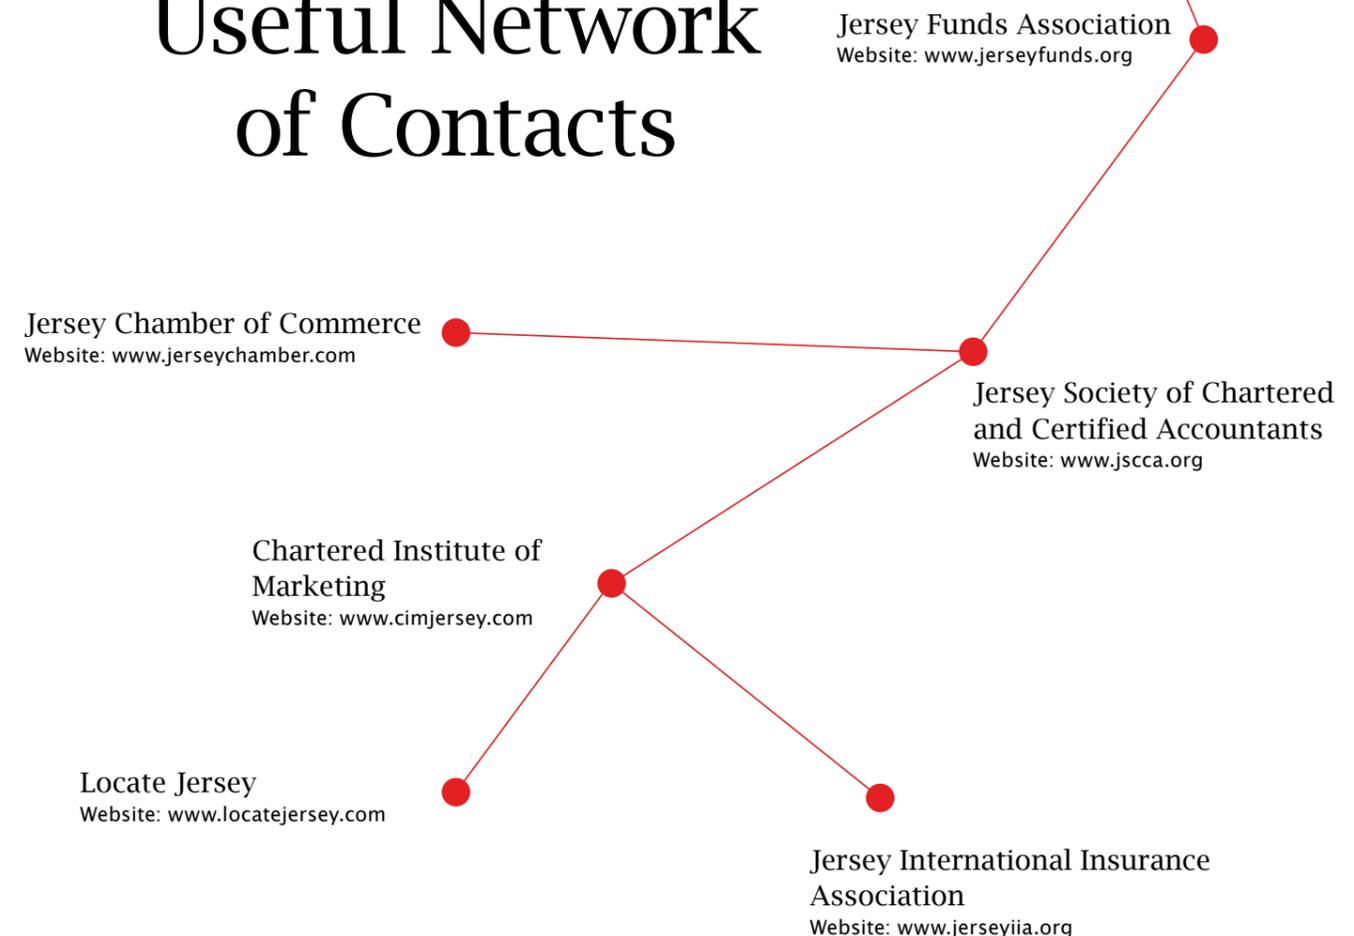 Useful Network
of Contacts
Jersey Funds Association
Website: www.jerseyfunds.org
Jersey Chamber of Commerce
Website: www.jerseychamber.com
Jersey Society of Chartered
and Certified Accountants
Website: www.jscca.org
Chartered Institute of
Marketing
Website: www.cimjersey.com
Locate Jersey
Website: www.locatejersey.com
Jersey International Insurance
Association
Website: www.jerseyiia.org